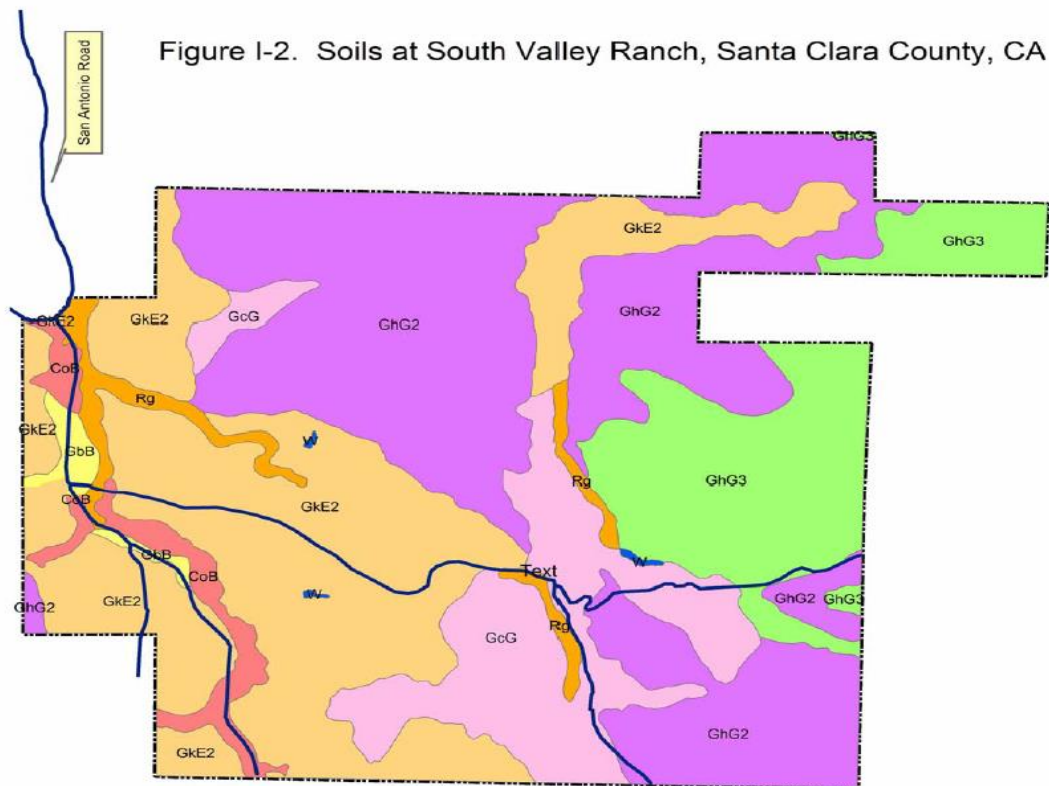 Figure I-2. Soils at South Valley Ranch, Santa Clara County, CA
San Antonio Road
GhG3
GkE2
GhG3
GkE2
GkE2
GcG
GhG2
GhG2
CoB
Rg
GkE2
GbB
W
GhG3
Rg
CoB
GkE2
GbB
CoB
Text
W
GhG2
GkE2
W
GhG2
GhG3
GcG
Rg
GkE2
GhG2